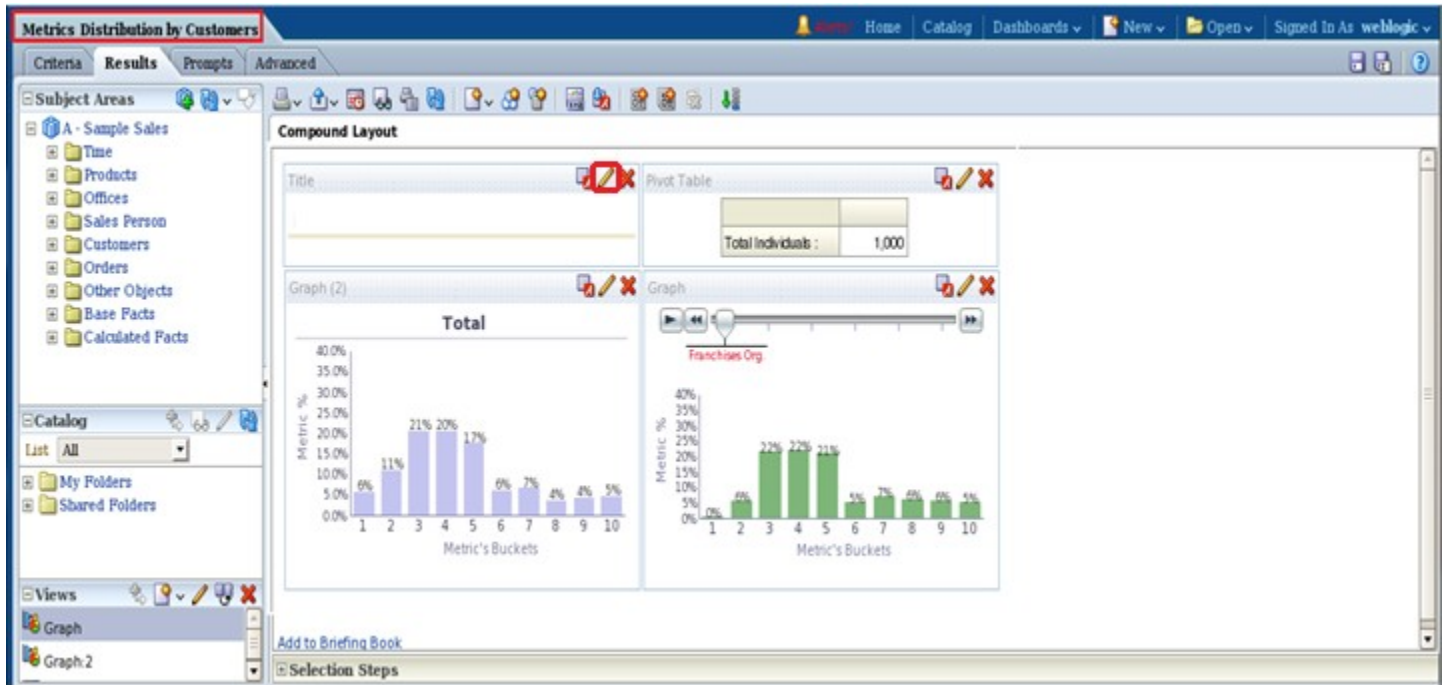 Metrics Distribution by Customers
Home Catalog Dashboards New Open Signed In As weblogic
Criteria Results Prompts Advanced
Subject Areas
A - Sample Sales
Time
Products
Offices
Sales Person
Customers
Orders
Other Objects
Base Facts
Calculated Facts
Catalog
List All
My Folders
Shared Folders
Views
Graph
Graph:2
Compound Layout
Title
Pivot Table
Total Individuals : 1,000
Graph (2)
Total
40.0%
35.0%
30.0%
25.0%
20.0%
15.0%
10.0%
5.0%
0.0%
Metric %
6% 11% 21% 20% 17% 6% 7% 4% 4% 5%
1 2 3 4 5 6 7 8 9 10
Metric's Buckets
Graph
Franchises Org.
40%
35%
30%
25%
20%
15%
10%
5%
0%
Metric %
0% 6% 22% 22% 21% 5% 7% 6% 6% 5%
1 2 3 4 5 6 7 8 9 10
Metric's Buckets
Add to Briefing Book
Selection Steps